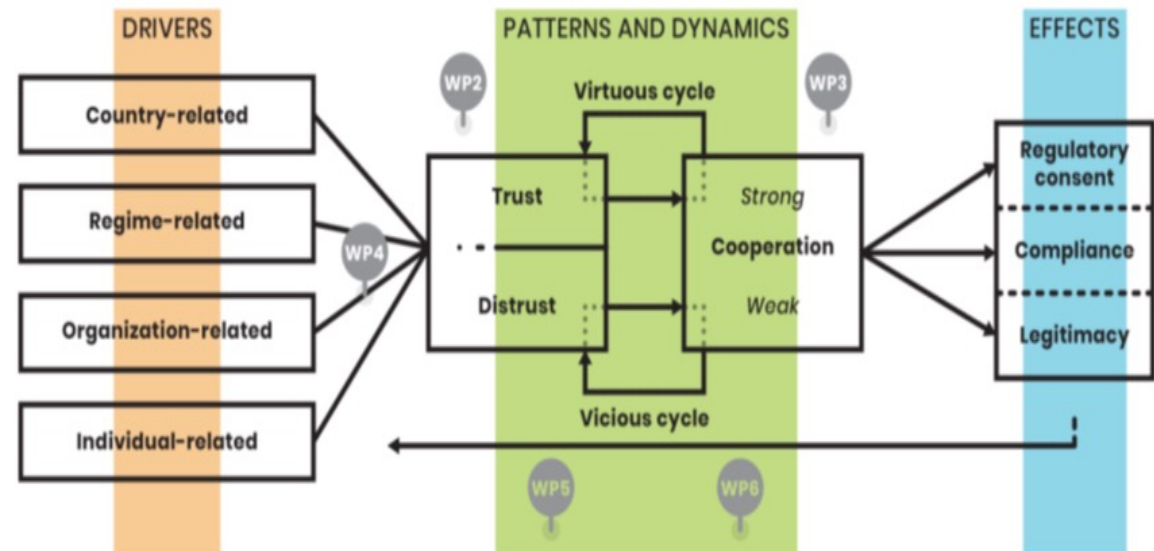 DRIVERS
PATTERNS AND DYNAMICS
EFFECTS
WP2
WP3
Virtuous cycle
Country-related
Regulatory
consent
Trust
Strong
Regime-related
WP4
Cooperation
Compliance
Distrust
Weak
Organization-related
Legitimacy
Vicious cycle
Individual-related
WP5
WP6